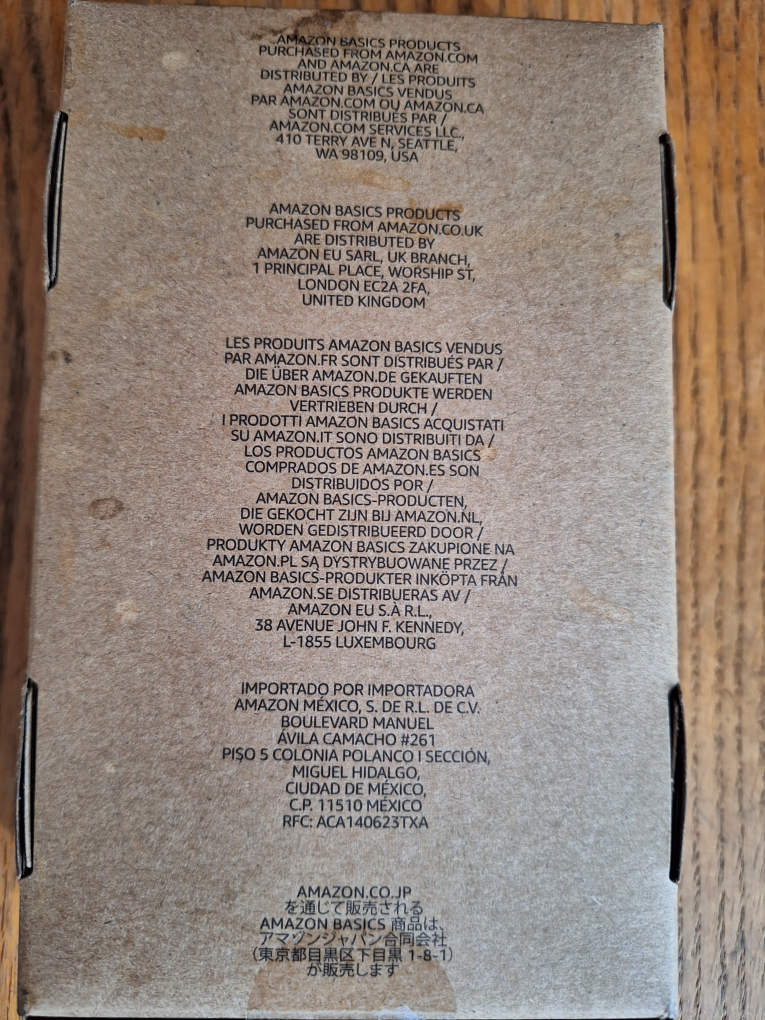 AMAZON BASICS PRODUCTS
PURCHASED FROM AMAZON.COM
AND AMAZON.CA ARE
DISTRIBUTED BY / LES PRODUITS
AMAZON BASICS VENDUS
PAR AMAZON.COM OU AMAZON.CA
SONT DISTRIBUÉS PAR /
AMAZON.COM SERVICES LLC.,
410 TERRY AVE N, SEATTLE,
WA 98109, USA
AMAZON BASICS PRODUCTS
PURCHASED FROM AMAZON.CO.UK
ARE DISTRIBUTED BY
AMAZON EU SARL, UK BRANCH,
1 PRINCIPAL PLACE, WORSHIP ST,
LONDON EC2A 2FA,
UNITED KINGDOM
LES PRODUITS AMAZON BASICS VENDUS
PAR AMAZON.FR SONT DISTRIBUÉS PAR /
DIE ÜBER AMAZON.DE GEKAUFTEN
AMAZON BASICS PRODUKTE WERDEN
VERTRIEBEN DURCH /
I PRODOTTI AMAZON BASICS ACQUISTATI
SU AMAZON.IT SONO DISTRIBUITI DA /
LOS PRODUCTOS AMAZON BASICS
COMPRADOS DE AMAZON.ES SON
DISTRIBUIDOS POR /
AMAZON BASICS-PRODUCTEN,
DIE GEKOCHT ZIJN BIJ AMAZON.NL,
WORDEN GEDISTRIBUEERD DOOR /
PRODUKTY AMAZON BASICS ZAKUPIONE NA
AMAZON.PL SĄ DYSTRYBUOWANE PRZEZ /
AMAZON BASICS-PRODUKTER INKÖPTA FRÅN
AMAZON.SE DISTRIBUERAS AV /
AMAZON EU S.À R.L.,
38 AVENUE JOHN F. KENNEDY,
L-1855 LUXEMBOURG
IMPORTADO POR IMPORTADORA
AMAZON MÉXICO, S. DE R.L. DE C.V.
BOULEVARD MANUEL
ÁVILA CAMACHO #261
PISO 5 COLONIA POLANCO I SECCIÓN,
MIGUEL HIDALGO,
CIUDAD DE MÉXICO,
C.P. 11510 MÉXICO
RFC: ACA140623TXA
AMAZON.CO.JP
を通じて販売される
AMAZON BASICS 商品は、
アマゾンジャパン合同会社
（東京都目黒区下目黒 1-8-1）
が販売します